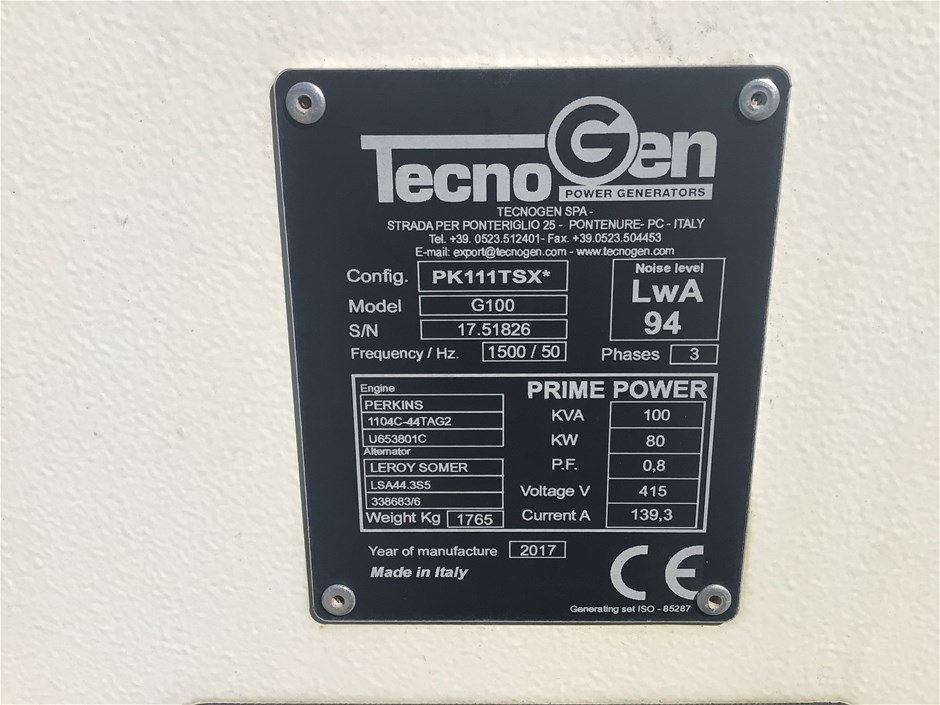 TecnoGen
POWER GENERATORS
TECNOGEN SPA -
STRADA PER PONTERIGLIO 25 - PONTENURE- PC - ITALY
Tel. +39. 0523.512401- Fax. +39.0523.504453
E-mail: export@tecnogen.com - www.tecnogen.com
Config. PK111TSX*
Noise level
LwA
94
Model G100
S/N 17.51826
Frequency / Hz. 1500 / 50 Phases 3
Engine
PERKINS
1104C-44TAG2
U653801C
Alternator
LEROY SOMER
LSA44.3S5
338683/6
Weight Kg 1765
PRIME POWER
KVA 100
KW 80
P.F. 0,8
Voltage V 415
Current A 139,3
Year of manufacture 2017
Made in Italy
CE
Generating set ISO - 85287